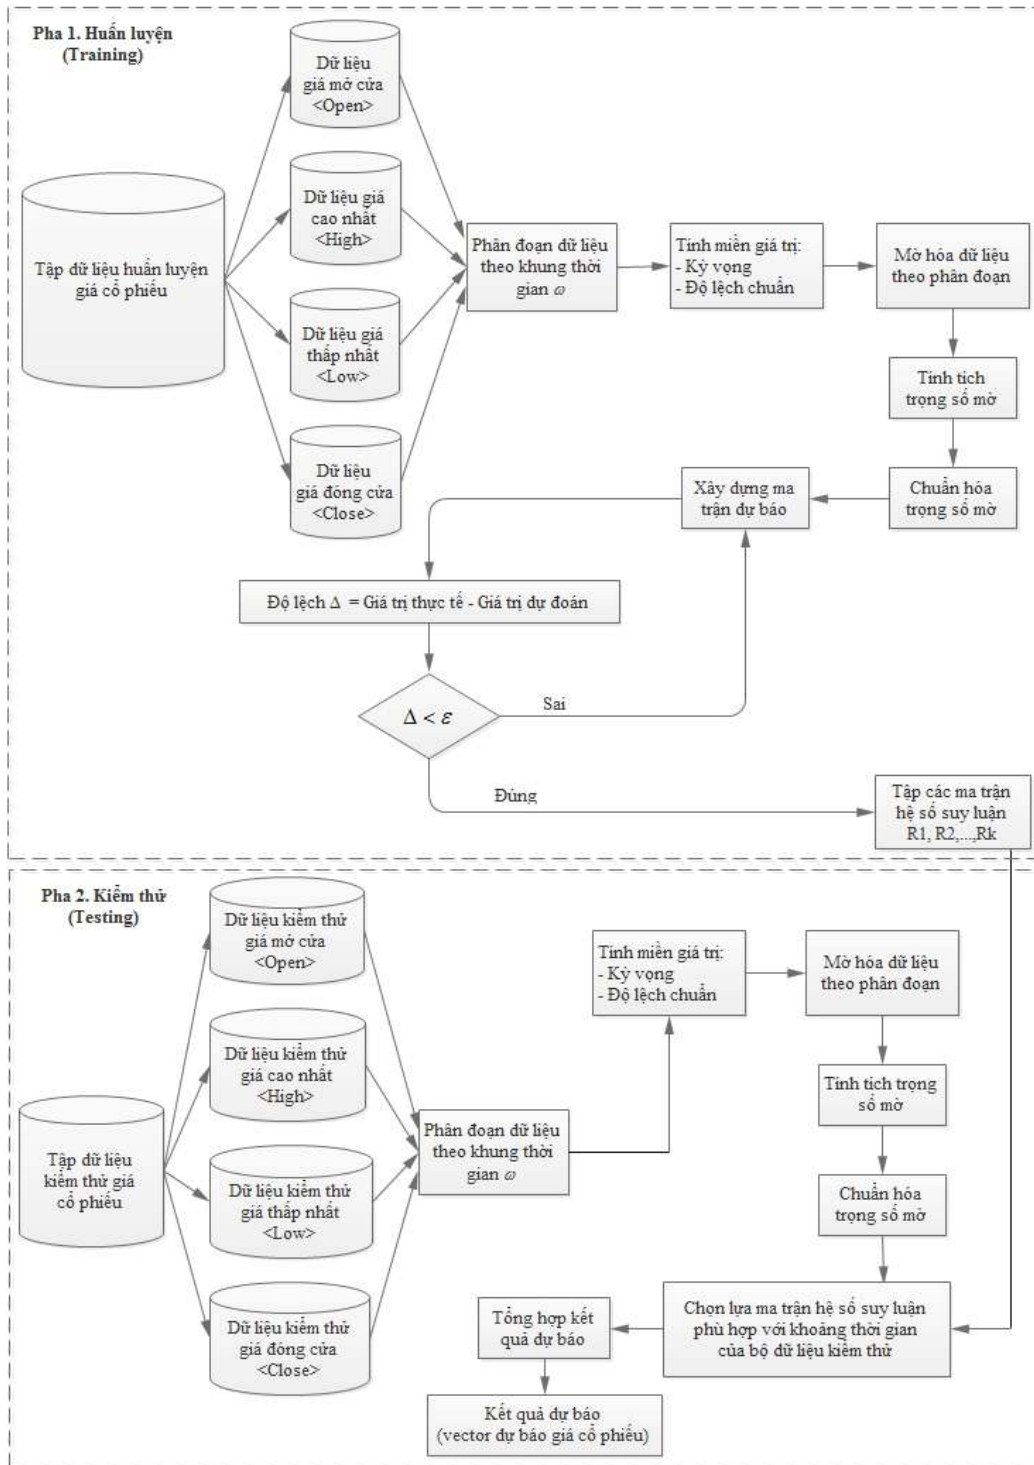 Pha 1. Huấn luyện
(Training)
Dữ liệu
giá mở cửa
<Open>
Dữ liệu giá
cao nhất
<High>
Tập dữ liệu huấn luyện
giá cổ phiếu
Dữ liệu giá
thấp nhất
<Low>
Dữ liệu
giá đóng cửa
<Close>
Phân đoạn dữ liệu
theo khung thời
gian ω
Tính miền giá trị:
- Kỳ vọng
- Độ lệch chuẩn
Mờ hóa dữ liệu
theo phân đoạn
Tính tích
trọng số mờ
Chuẩn hóa
trọng số mờ
Xây dựng ma
trận dự báo
Độ lệch Δ = Giá trị thực tế - Giá trị dự đoán
Δ < ε
Sai
Đúng
Tập các ma trận
hệ số suy luận
R1, R2,...,Rk
Pha 2. Kiểm thử
(Testing)
Dữ liệu kiểm thử
giá mở cửa
<Open>
Dữ liệu kiểm thử
giá cao nhất
<High>
Tập dữ liệu
kiểm thử giá
cổ phiếu
Dữ liệu kiểm thử
giá thấp nhất
<Low>
Dữ liệu kiểm thử
giá đóng cửa
<Close>
Phân đoạn dữ liệu
theo khung thời
gian ω
Tính miền giá trị:
- Kỳ vọng
- Độ lệch chuẩn
Mờ hóa dữ liệu
theo phân đoạn
Tính tích trọng
số mờ
Chuẩn hóa
trọng số mờ
Chọn lựa ma trận hệ số suy luận
phù hợp với khoảng thời gian
của bộ dữ liệu kiểm thử
Tổng hợp kết
quả dự báo
Kết quả dự báo
(vector dự báo giá cổ phiếu)